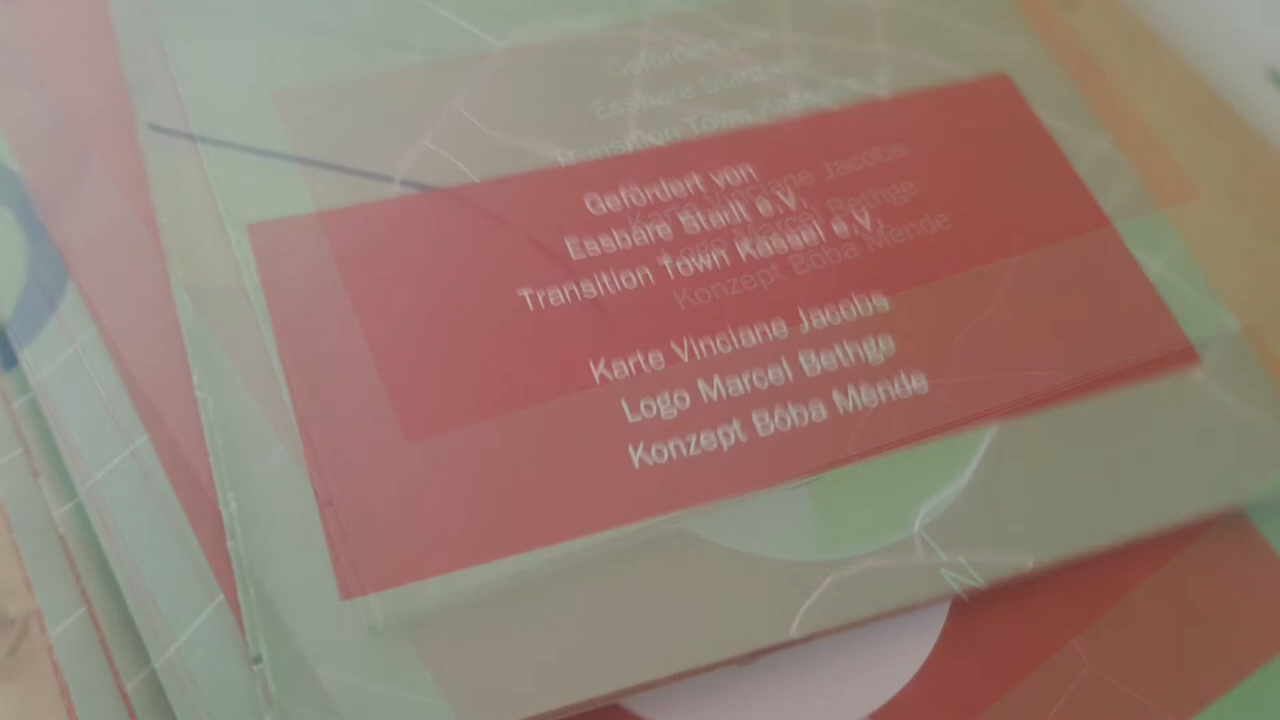 Gefördert von
Essbare Stadt e.V.
Transition Town Kassel e.V.
Karte Vinciane Jacobs
Logo Marcel Bethge
Konzept Boba Mende
N